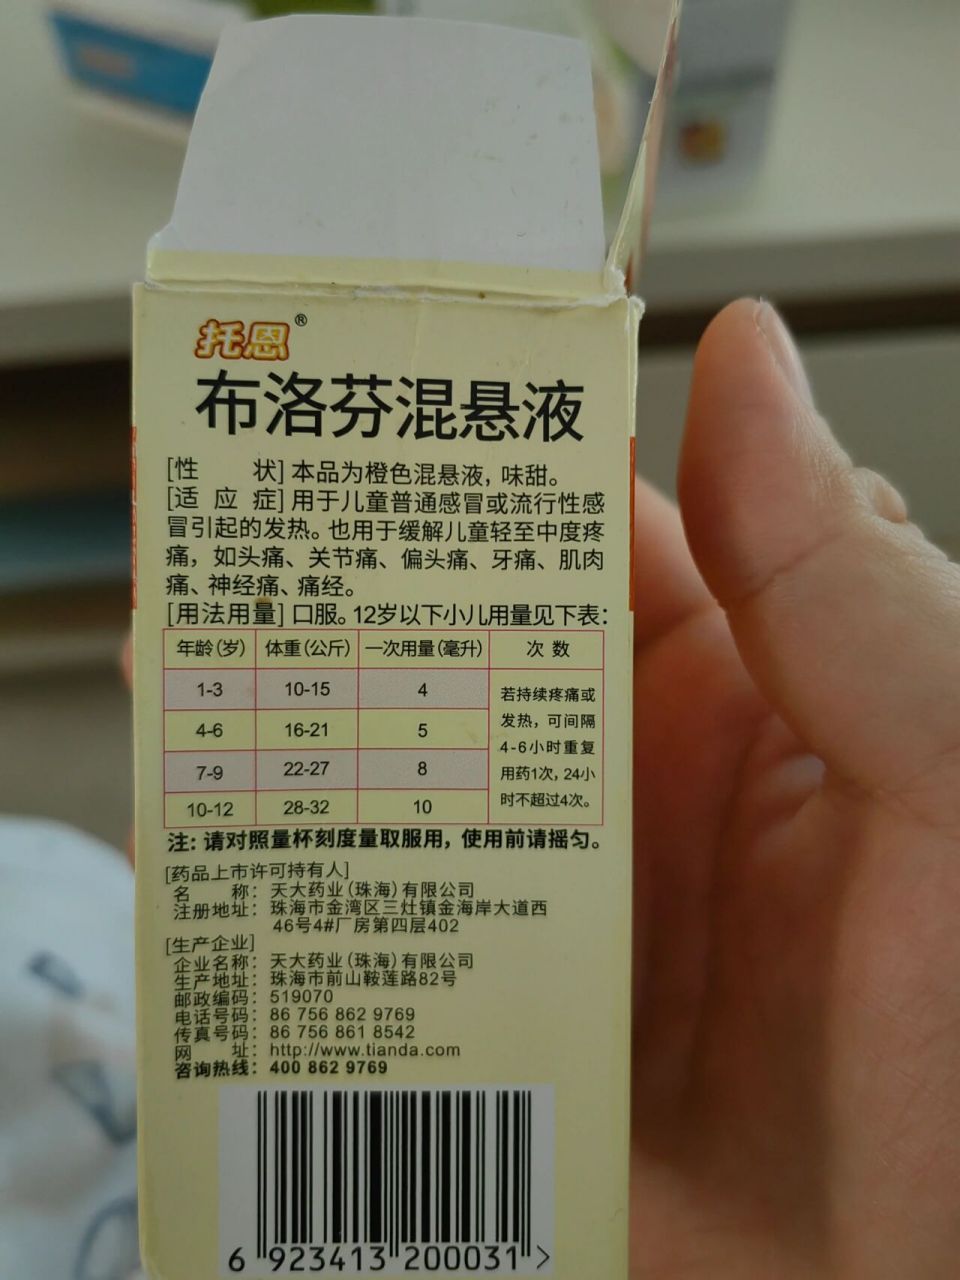 托恩®
布洛芬混悬液
[性 状]本品为橙色混悬液，味甜。
[适 应 症]用于儿童普通感冒或流行性感
冒引起的发热。也用于缓解儿童轻至中度疼
痛，如头痛、关节痛、偏头痛、牙痛、肌肉
痛、神经痛、痛经。
[用法用量]口服。12岁以下小儿用量见下表：
年龄(岁) 体重(公斤) 一次用量(毫升) 次 数
1-3 10-15 4
4-6 16-21 5
7-9 22-27 8
10-12 28-32 10
若持续疼痛或
发热，可间隔
4-6小时重复
用药1次，24小
时不超过4次。
注：请对照量杯刻度量取服用，使用前请摇匀。
[药品上市许可持有人]
名 称：天大药业(珠海)有限公司
注册地址：珠海市金湾区三灶镇金海岸大道西
46号4#厂房第四层402
[生产企业]
企业名称：天大药业(珠海)有限公司
生产地址：珠海市前山鞍莲路82号
邮政编码：519070
电话号码：86 756 862 9769
传真号码：86 756 861 8542
网 址：http://www.tianda.com
咨询热线：400 862 9769
6 923413 200031 >